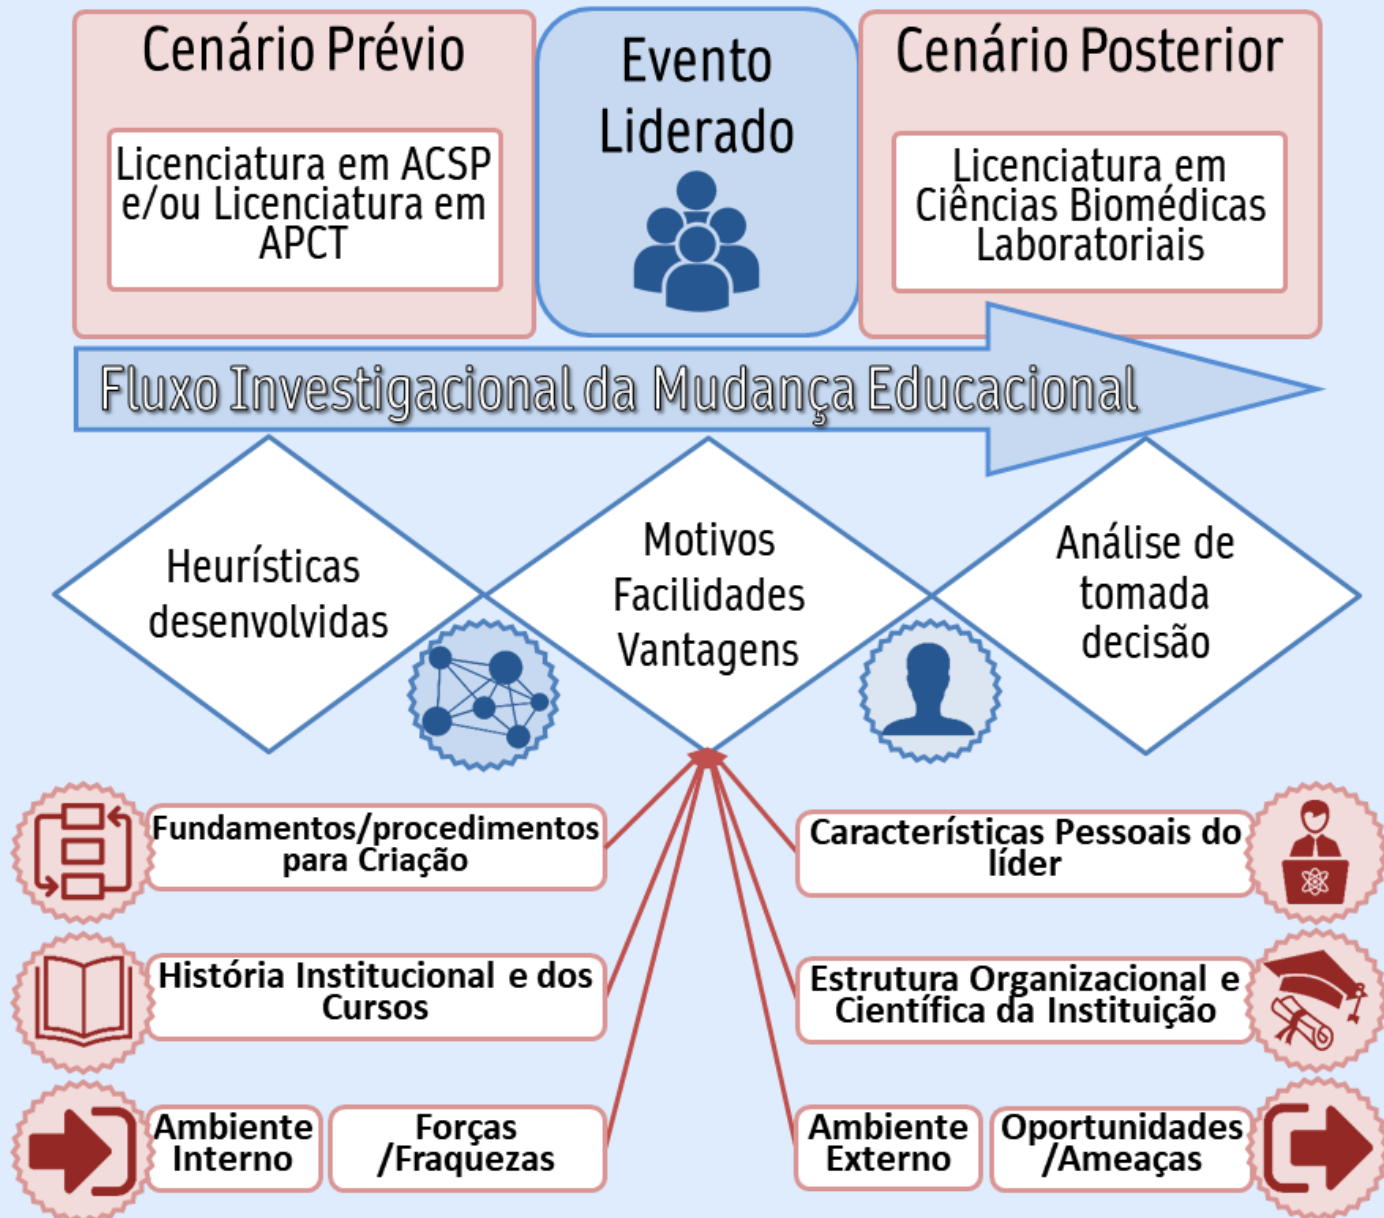 Cenário Prévio
Licenciatura em ACSP
e/ou Licenciatura em
APCT
Evento
Liderado
Cenário Posterior
Licenciatura em
Ciências Biomédicas
Laboratoriais
Fluxo Investigacional da Mudança Educacional
Heurísticas
desenvolvidas
Motivos
Facilidades
Vantagens
Análise de
tomada
decisão
Fundamentos/procedimentos
para Criação
Características Pessoais do
líder
História Institucional e dos
Cursos
Estrutura Organizacional e
Científica da Instituição
Ambiente
Interno
Forças
/Fraquezas
Ambiente
Externo
Oportunidades
/Ameaças